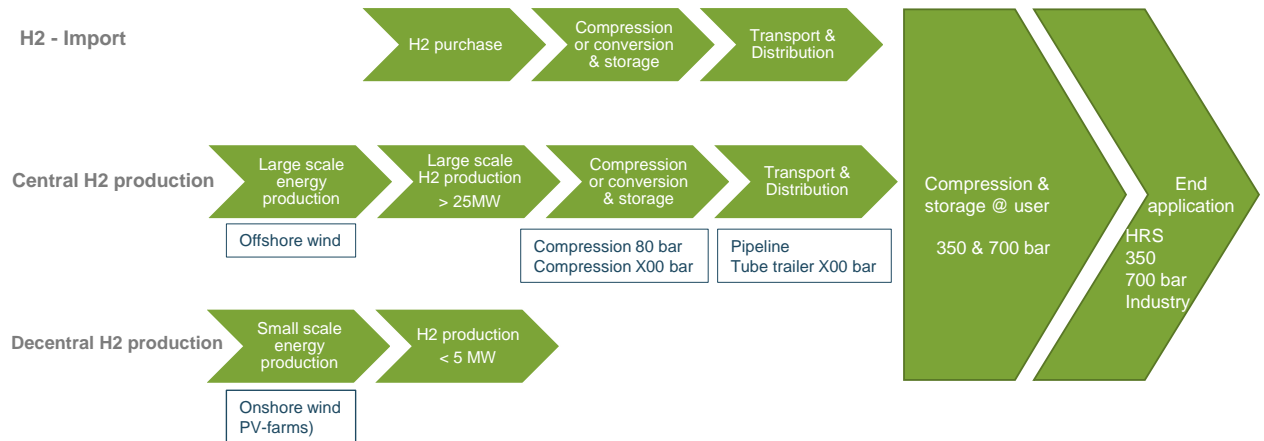 H2 - Import
H2 purchase
Compression
or conversion
& storage
Transport &
Distribution
Central H2 production
Large scale
energy
production
Large scale
H2 production
> 25MW
Compression
or conversion
& storage
Transport &
Distribution
Offshore wind
Compression 80 bar
Compression X00 bar
Pipeline
Tube trailer X00 bar
Decentral H2 production
Small scale
energy
production
H2 production
< 5 MW
Onshore wind
PV-farms)
Compression &
storage @ user
350 & 700 bar
End
application
HRS
350
700 bar
Industry